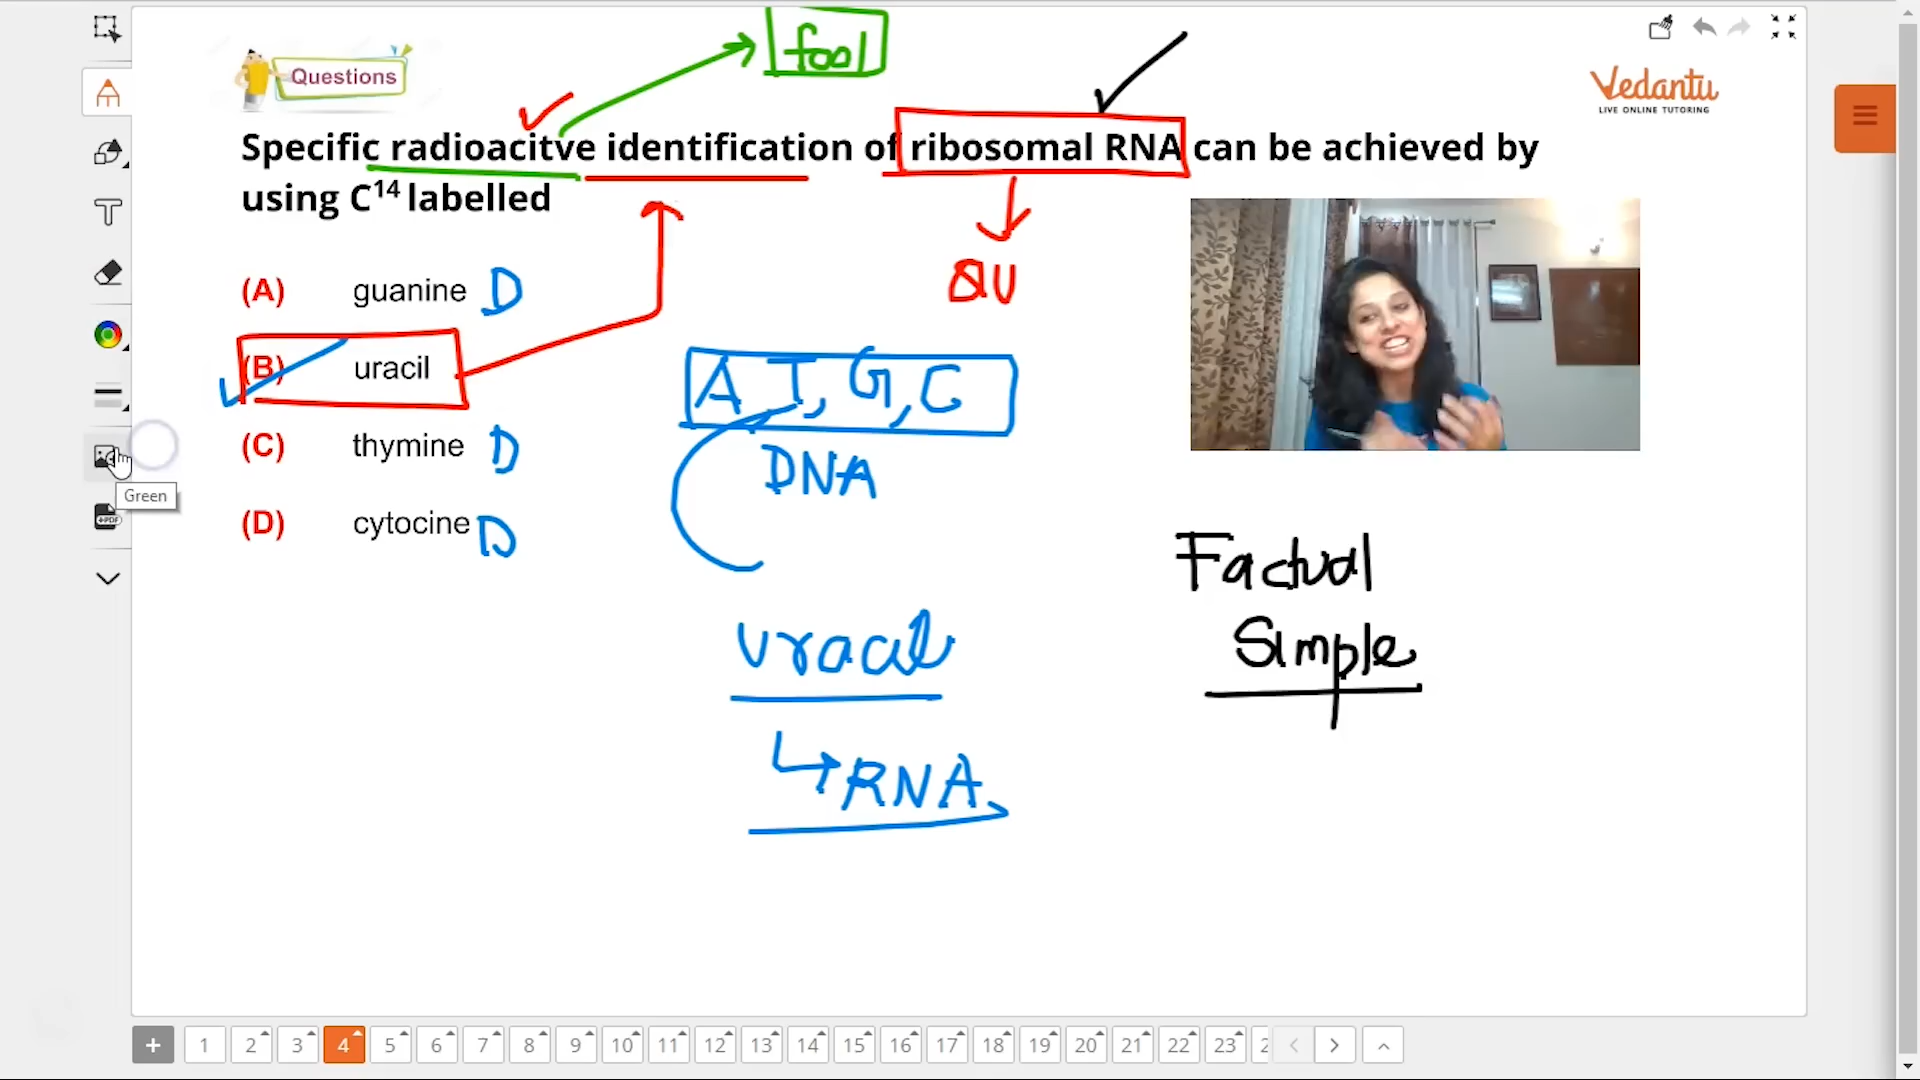 fool
Questions
Vedantu
LIVE ONLINE TUTORING
Specific radioacitve identification of ribosomal RNA can be achieved by
using C14 labelled
(A) guanine D
(B) uracil
(C) thymine D
(D) cytocine D
A T, G, C
DNA
Green
+PDF
Factual
Simple
uracil
RNA
+ 1 2 3 4 5 6 7 8 9 10 11 12 13 14 15 16 17 18 19 20 21 22 23 2